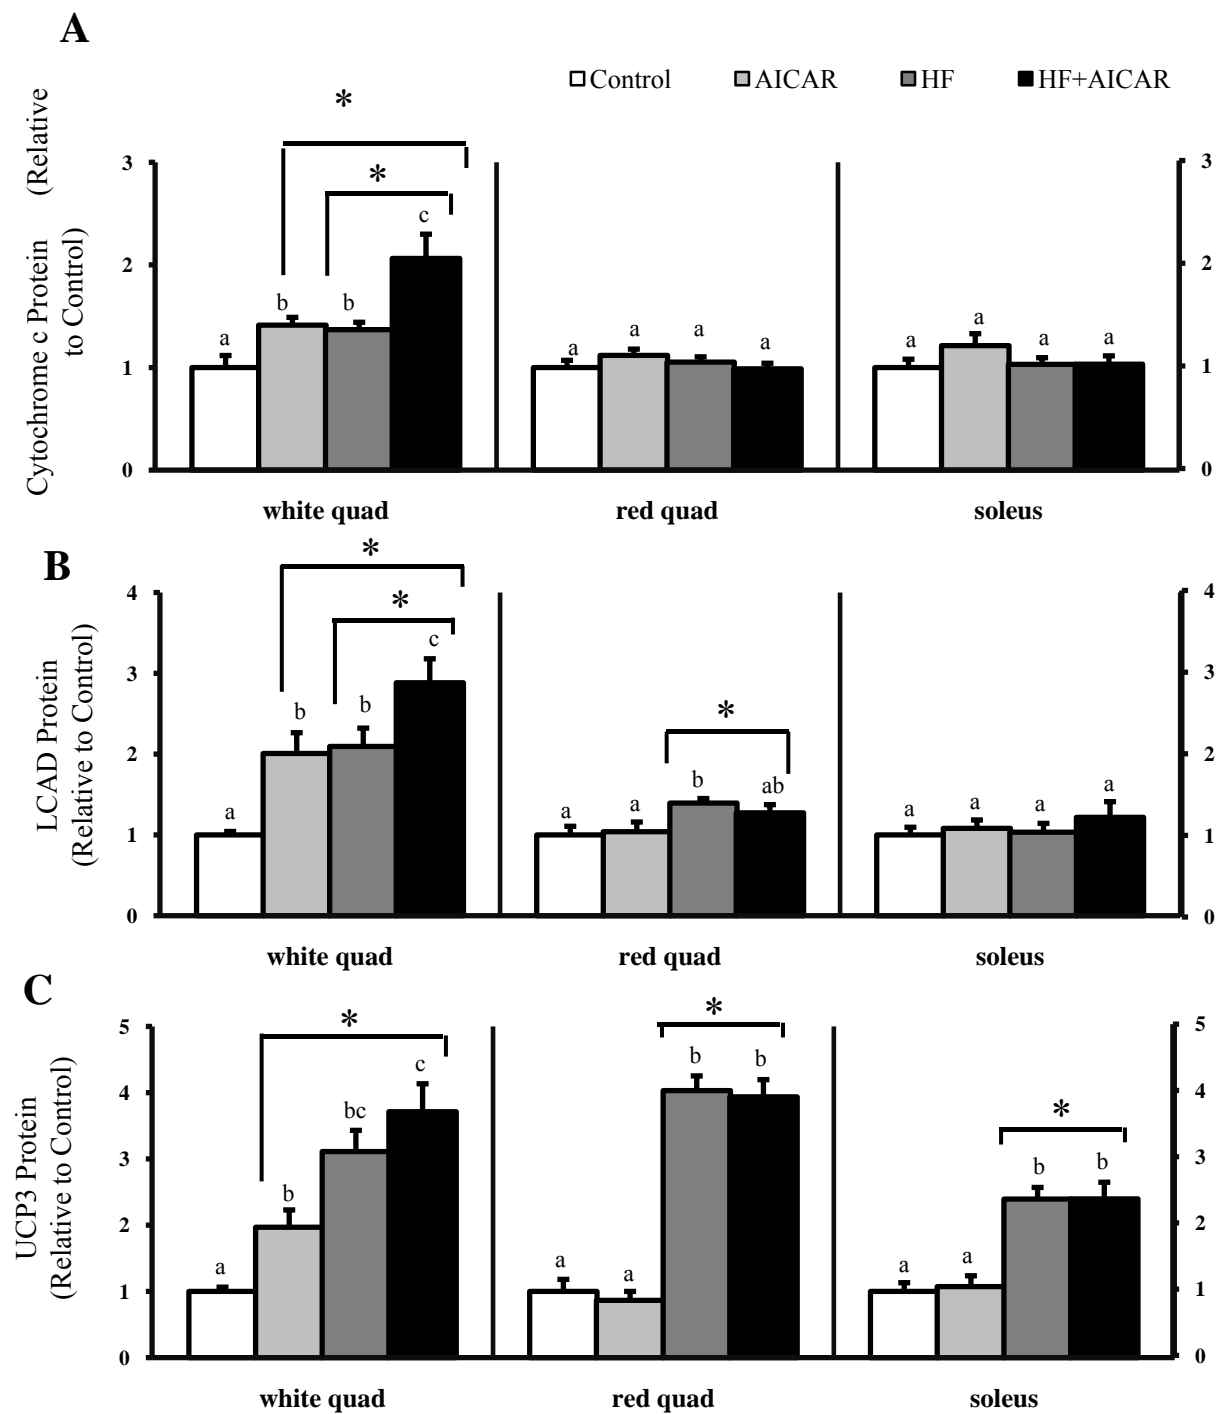 A
Control AICAR HF HF+AICAR
Cytochrome c Protein (Relative
to Control)
*
*
3
2
1
0
a b b c
a a a a
a a a a
3
2
1
0
white quad red quad soleus
B
LCAD Protein
(Relative to Control)
*
*
*
4
3
2
1
0
a b b c
a a b ab
a a a a
4
3
2
1
0
white quad red quad soleus
C
UCP3 Protein
(Relative to Control)
*
*
*
5
4
3
2
1
0
a b bc c
a a b b
a a b b
5
4
3
2
1
0
white quad red quad soleus